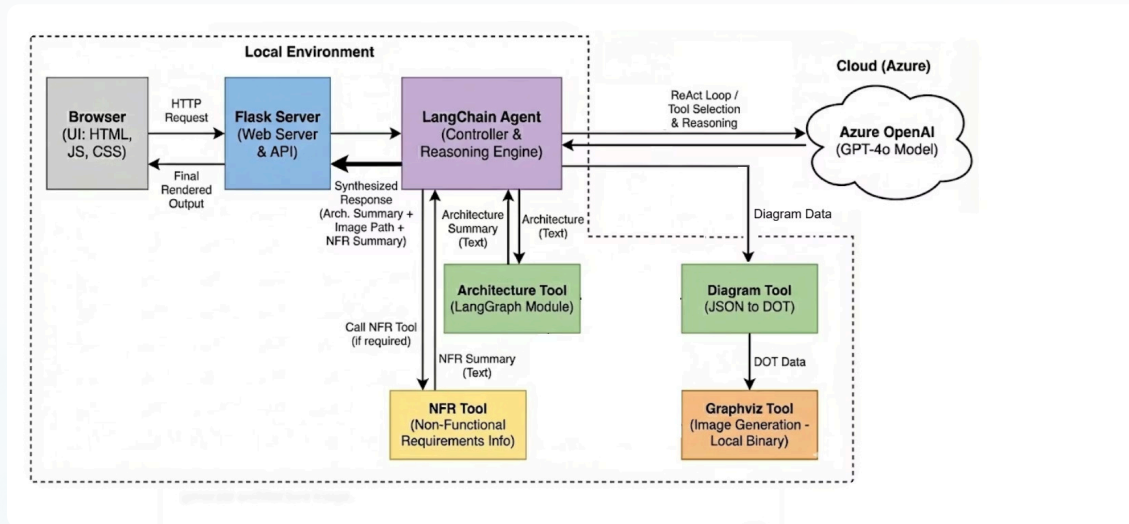 Local Environment
Cloud (Azure)
Browser
(UI: HTML,
JS, CSS)
HTTP
Request
Final
Rendered
Output
Flask Server
(Web Server
& API)
LangChain Agent
(Controller &
Reasoning Engine)
ReAct Loop /
Tool Selection
& Reasoning
Azure OpenAI
(GPT-4o Model)
Synthesized
Response
(Arch. Summary +
Image Path +
NFR Summary)
Architecture
Summary
(Text)
Architecture
(Text)
Diagram Data
Architecture Tool
(LangGraph Module)
Diagram Tool
(JSON to DOT)
Call NFR Tool
(if required)
NFR Summary
(Text)
DOT Data
NFR Tool
(Non-Functional
Requirements Info)
Graphviz Tool
(Image Generation -
Local Binary)